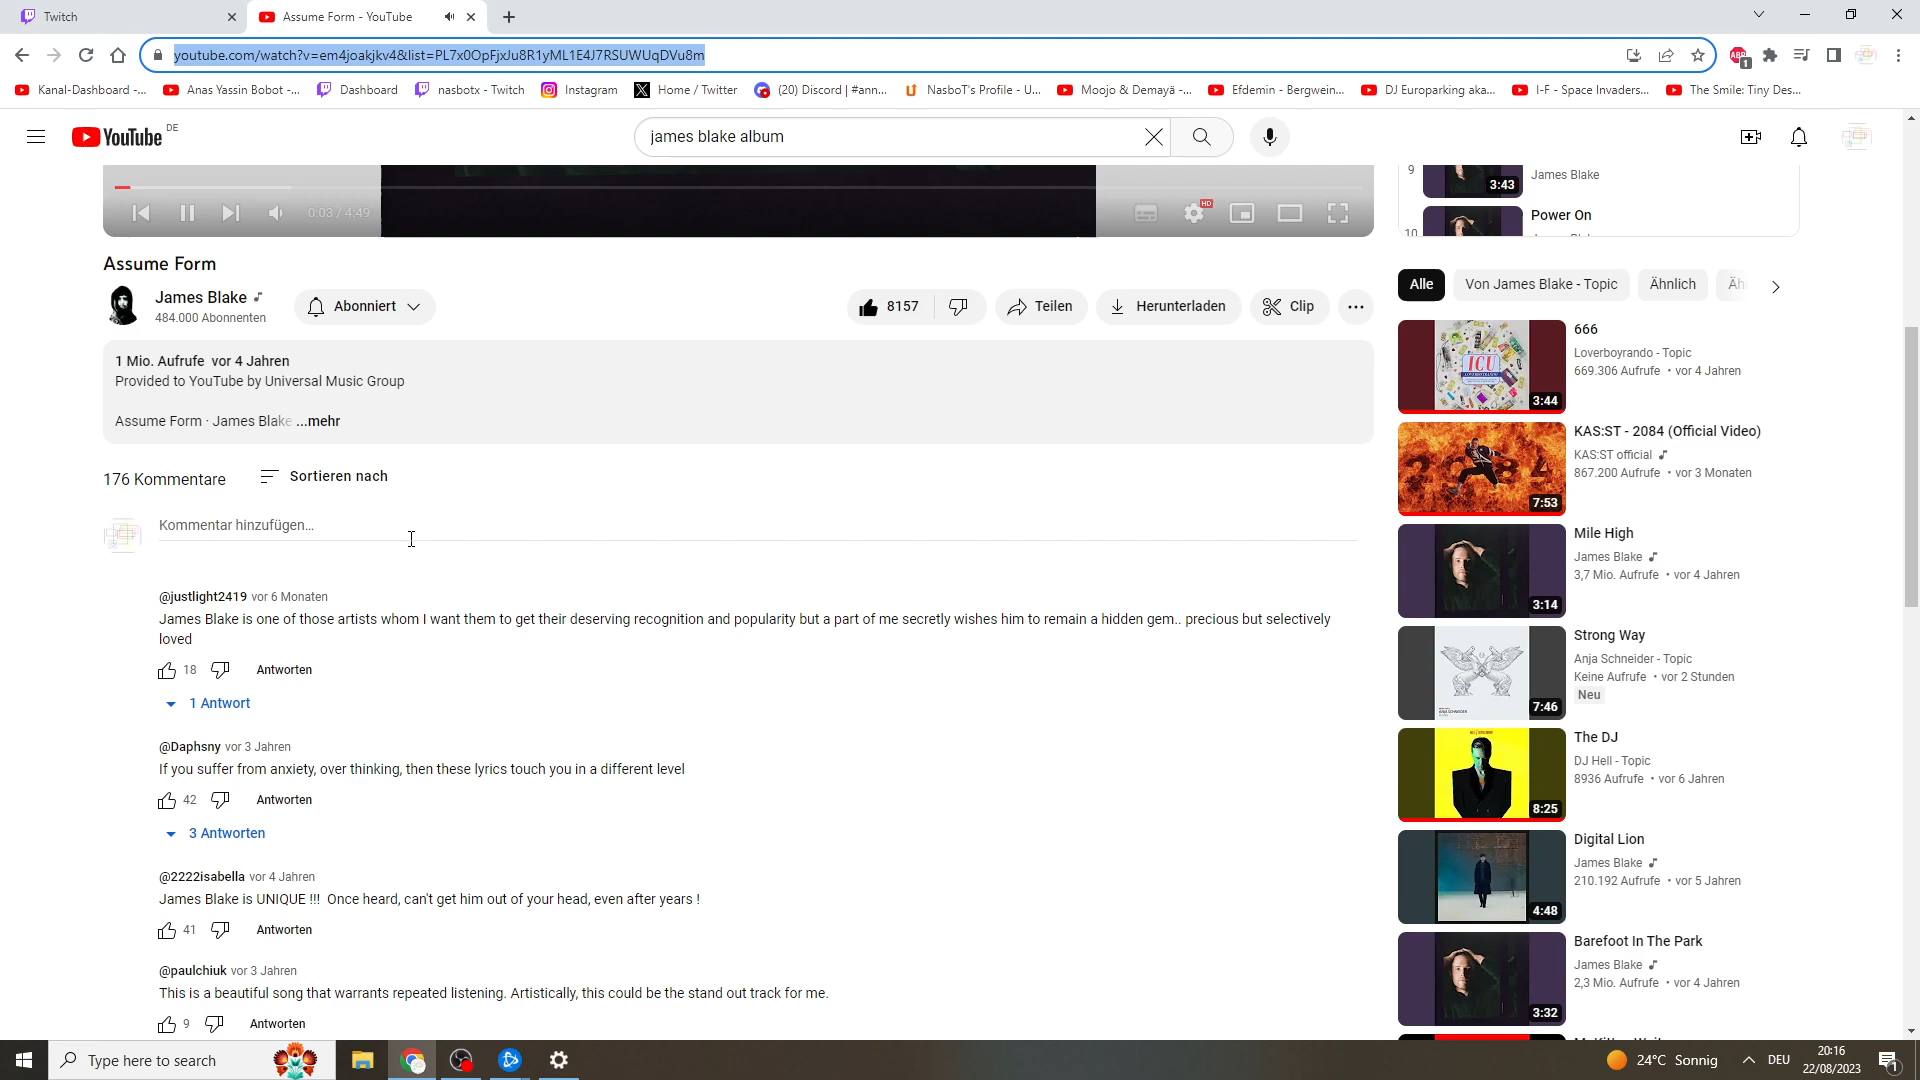 Twitch
Assume Form - YouTube
youtube.com/watch?v=em4joakjkv4&list=PL7x0OpFjxJu8R1yML1E4J7RSUWUqDVu8m
ABP
1
Kanal-Dashboard -...
Anas Yassin Bobot -...
Dashboard
nasbotx - Twitch
Instagram
Home / Twitter
(20) Discord | #ann...
NasboT's Profile - U...
Moojo & Demayä -...
Efdemin - Bergwein...
DJ Europarking aka...
I-F - Space Invaders...
The Smile: Tiny Des...
YouTube DE
james blake album
0:03 / 4:49
HD
9
3:43
James Blake
10
Power On
Assume Form
James Blake
484.000 Abonnenten
Abonniert
8157
Teilen
Herunterladen
Clip
1 Mio. Aufrufe vor 4 Jahren
Provided to YouTube by Universal Music Group
Assume Form · James Blake ...mehr
176 Kommentare
Sortieren nach
Kommentar hinzufügen...
@justlight2419 vor 6 Monaten
James Blake is one of those artists whom I want them to get their deserving recognition and popularity but a part of me secretly wishes him to remain a hidden gem.. precious but selectively
loved
18
Antworten
1 Antwort
@Daphsny vor 3 Jahren
If you suffer from anxiety, over thinking, then these lyrics touch you in a different level
42
Antworten
3 Antworten
@2222isabella vor 4 Jahren
James Blake is UNIQUE !!! Once heard, can't get him out of your head, even after years !
41
Antworten
@paulchiuk vor 3 Jahren
This is a beautiful song that warrants repeated listening. Artistically, this could be the stand out track for me.
9
Antworten
Alle
Von James Blake - Topic
Ähnlich
Äh
ICU
3:44
666
Loverboyrando - Topic
669.306 Aufrufe • vor 4 Jahren
2084
7:53
KAS:ST - 2084 (Official Video)
KAS:ST official
867.200 Aufrufe • vor 3 Monaten
3:14
Mile High
James Blake
3,7 Mio. Aufrufe • vor 4 Jahren
7:46
Strong Way
Anja Schneider - Topic
Keine Aufrufe • vor 2 Stunden
Neu
8:25
The DJ
DJ Hell - Topic
8936 Aufrufe • vor 6 Jahren
4:48
Digital Lion
James Blake
210.192 Aufrufe • vor 5 Jahren
3:32
Barefoot In The Park
James Blake
2,3 Mio. Aufrufe • vor 4 Jahren
Type here to search
24°C Sonnig
DEU
20:16
22/08/2023
1